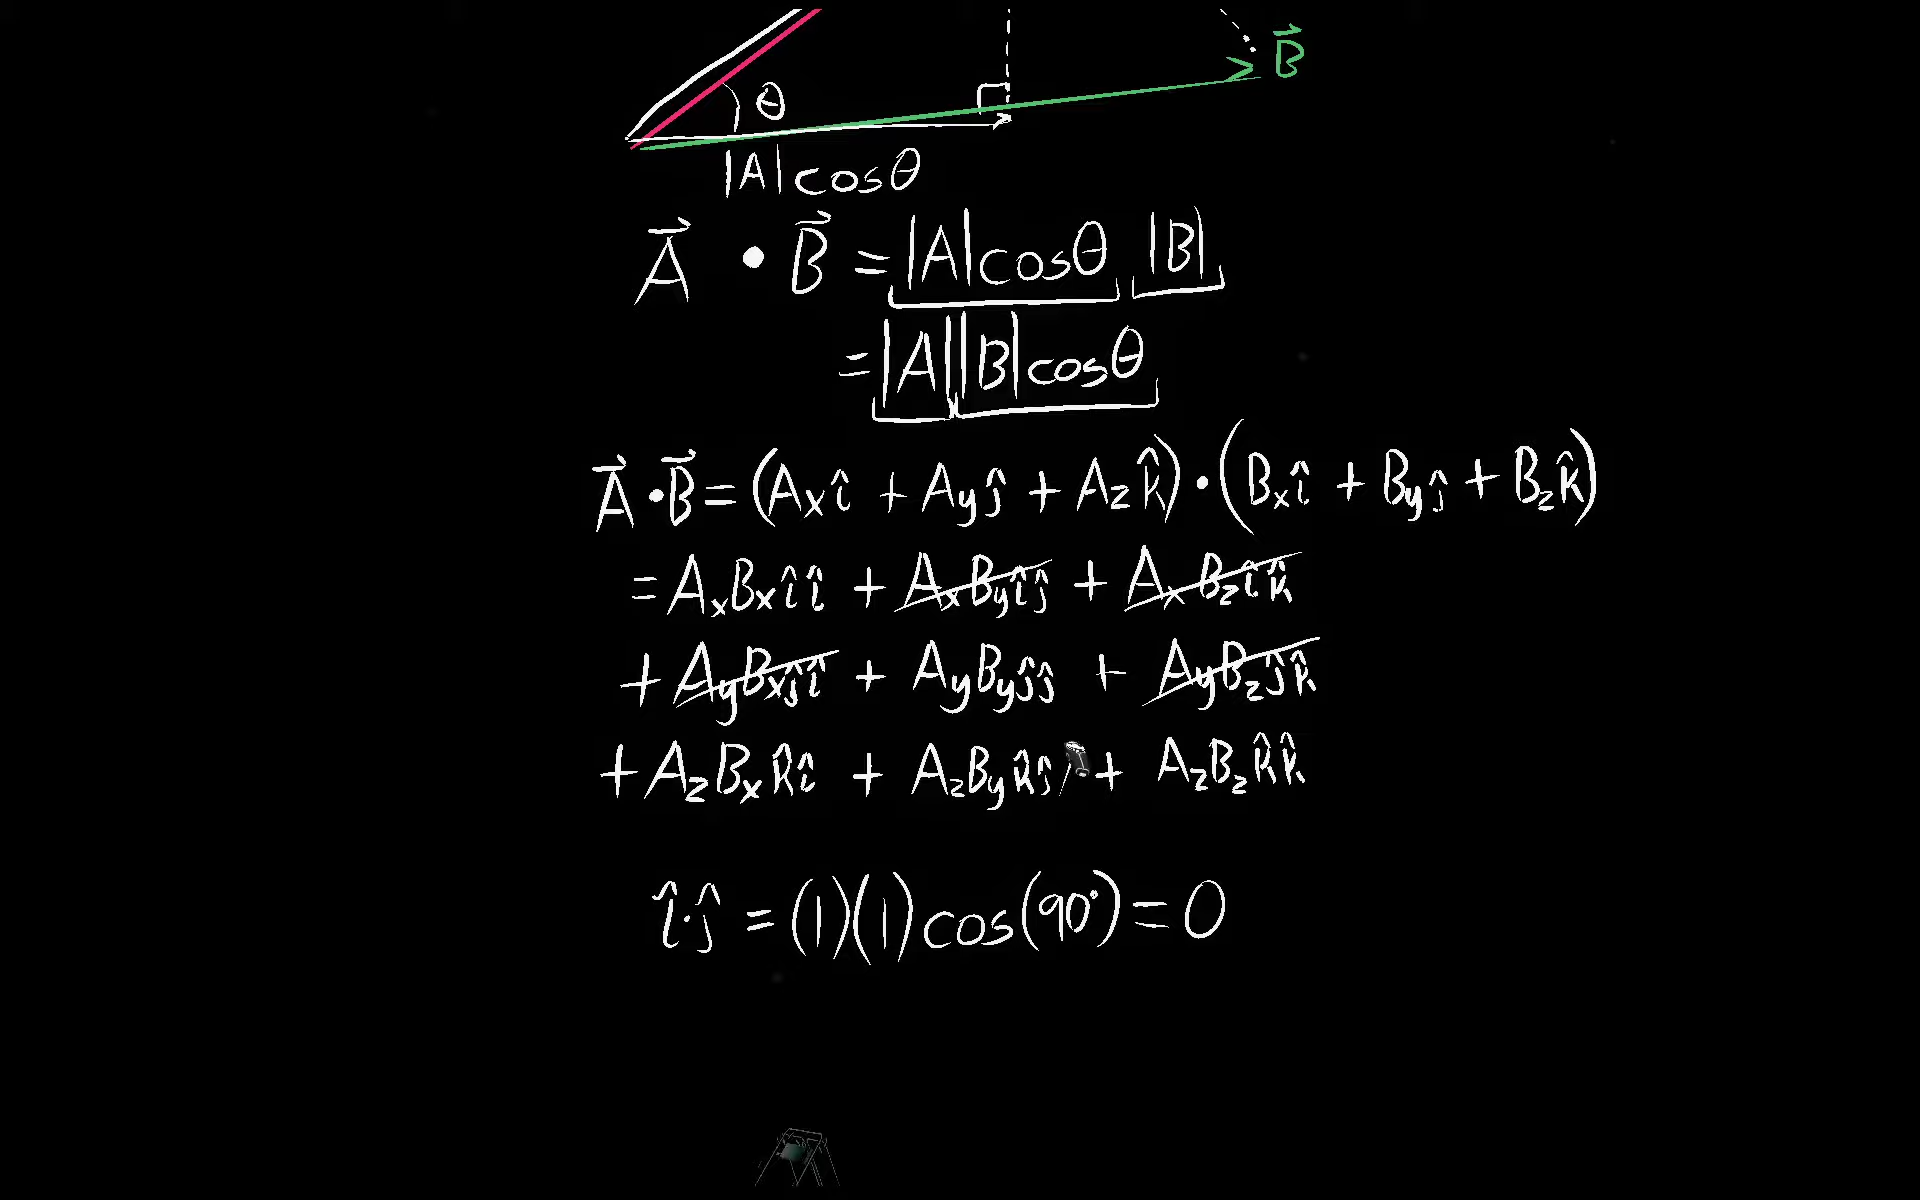 B⃗
θ
|A|cosθ
A⃗ • B⃗ = |A|cosθ |B|
= |A||B|cosθ
A⃗ • B⃗ = (Axî + Ayĵ + Azk̂) • (Bxî + Byĵ + Bzk̂)
= AxBxîî + AxByîĵ + AxBzîk̂
+ AyBxĵî + AyByĵĵ + AyBzĵk̂
+ AzBxk̂î + AzByk̂ĵ + AzBzk̂k̂
î·ĵ = (1)(1)cos(90°) = 0